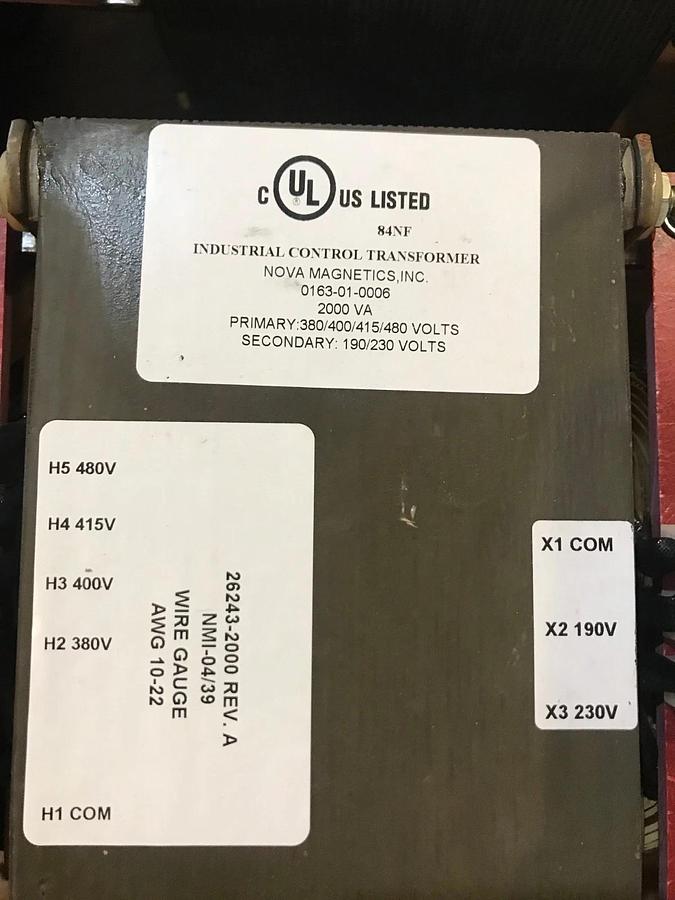 C UL ® US LISTED
84NF
INDUSTRIAL CONTROL TRANSFORMER
NOVA MAGNETICS,INC.
0163-01-0006
2000 VA
PRIMARY:380/400/415/480 VOLTS
SECONDARY: 190/230 VOLTS
H5 480V
H4 415V
H3 400V
H2 380V
H1 COM
26243-2000 REV. A
NMI-04/39
WIRE GAUGE
AWG 10-22
X1 COM
X2 190V
X3 230V